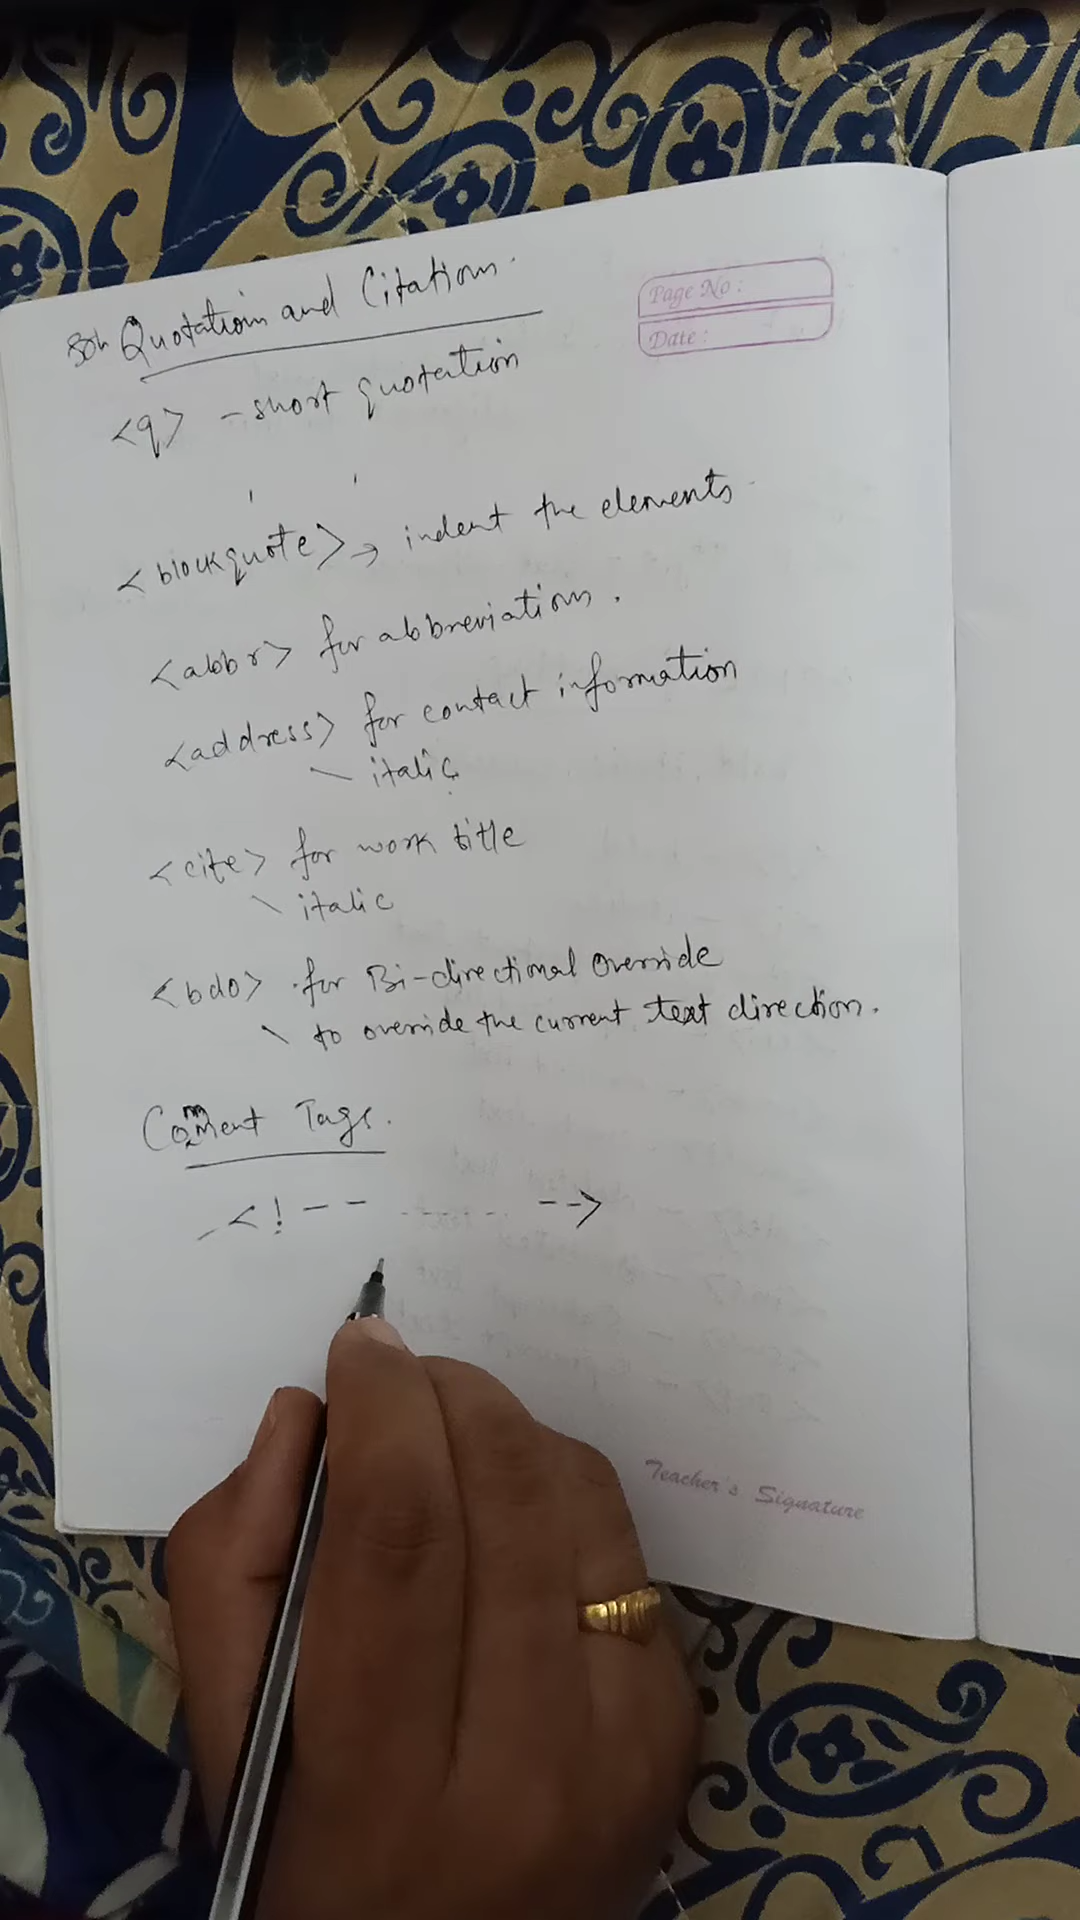 Quotation and Citations.
Page No :
Date :
<q> - short quotation
<blockquote> → indent the elements.
<abbr> for abbreviations.
<address> for contact information
\ italic
<cite> for work title
\ italic
<bdo> for Bi-directional Override
\ to override the current text direction.
Comment Tags.
<!-- ------ -->
Teacher's Signature